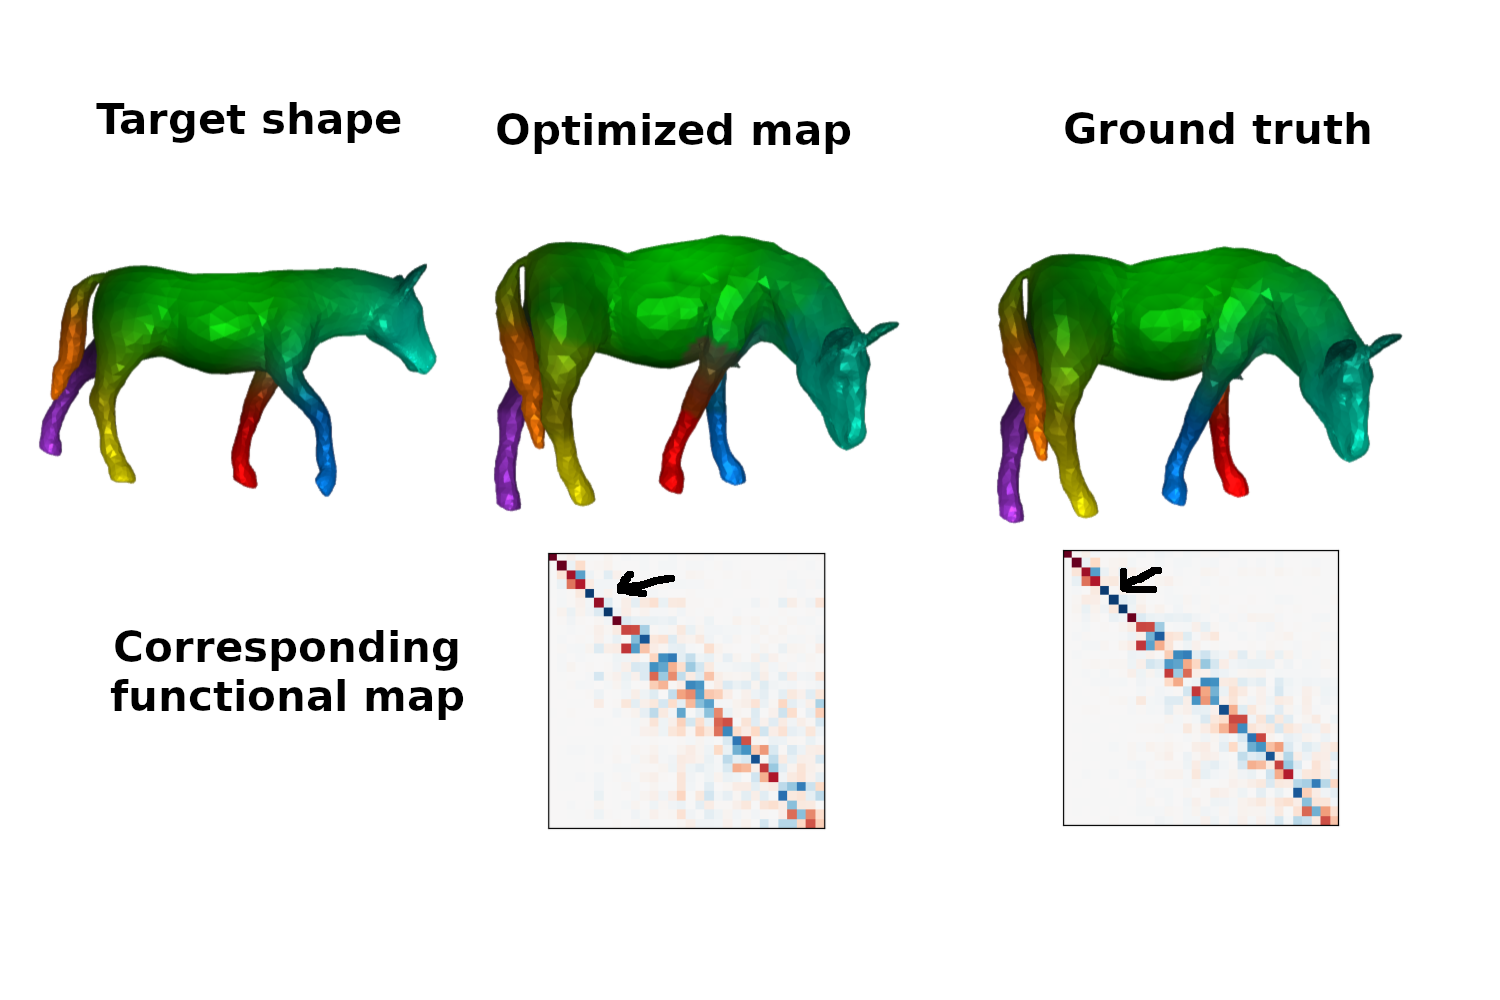 Target shape
Optimized map
Ground truth
Corresponding
functional map